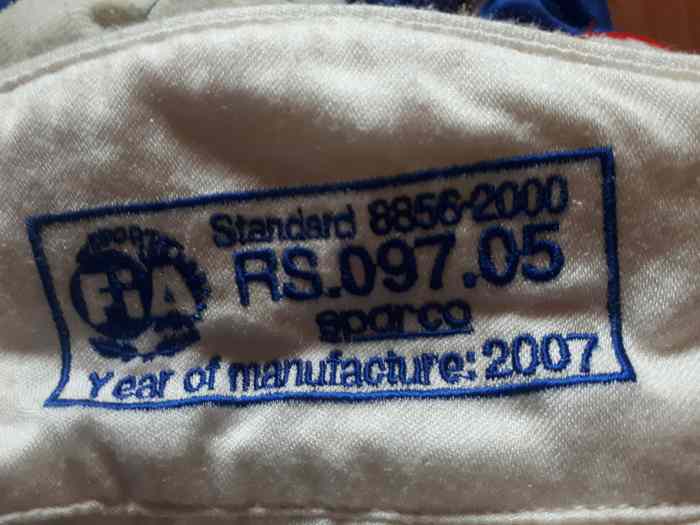 Standard 8856-2000
FiA
RS.097.05
sparco
Year of manufacture: 2007